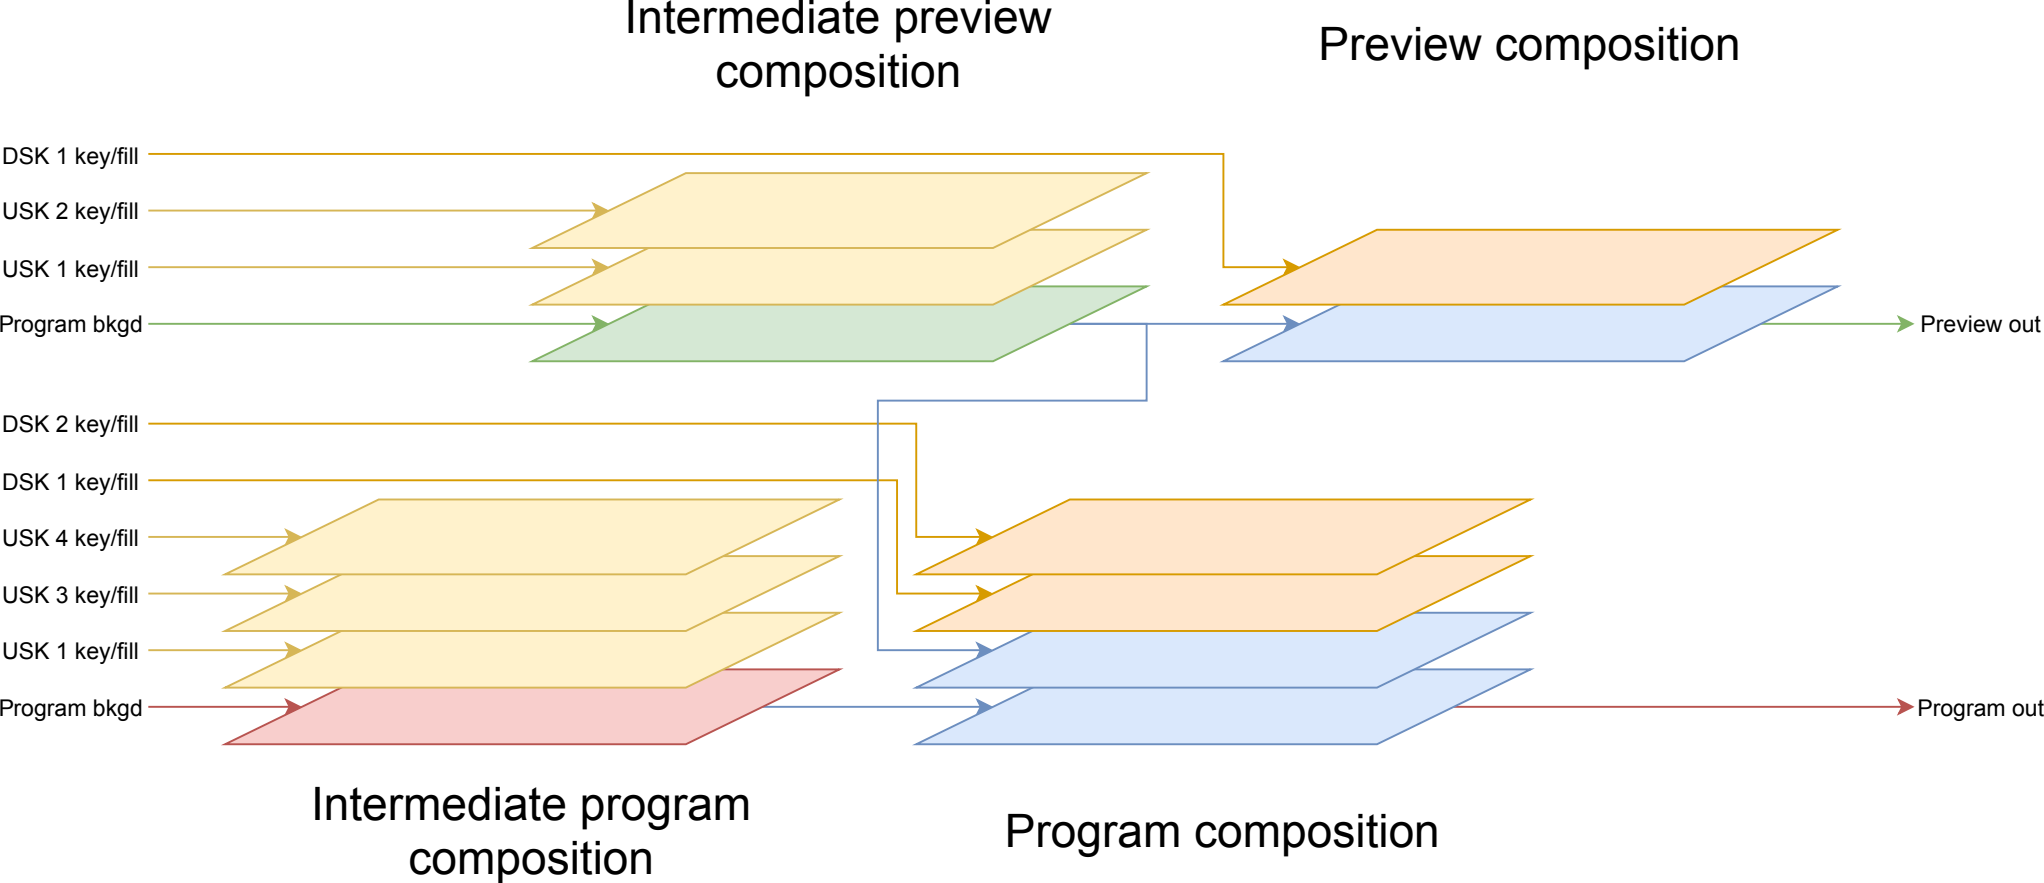 Intermediate preview
composition
Preview composition
DSK 1 key/fill
USK 2 key/fill
USK 1 key/fill
Program bkgd
Preview out
DSK 2 key/fill
DSK 1 key/fill
USK 4 key/fill
USK 3 key/fill
USK 1 key/fill
Program bkgd
Program out
Intermediate program
composition
Program composition